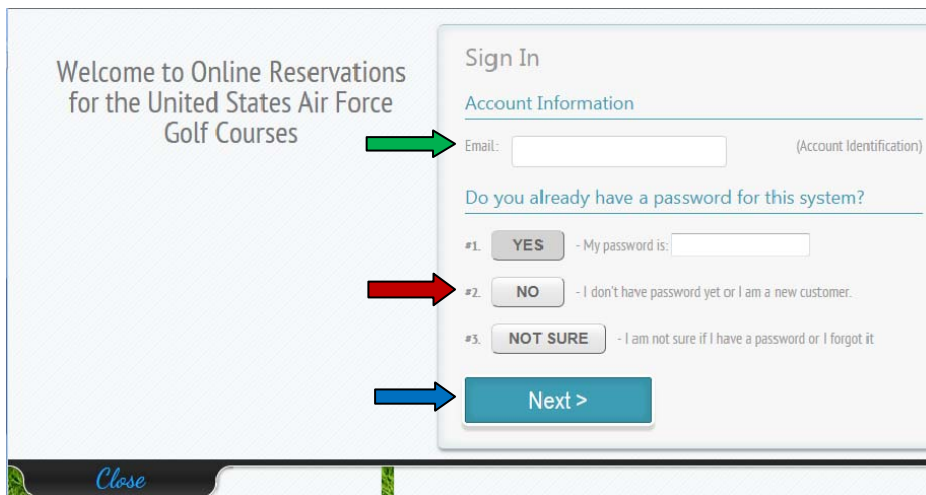 Welcome to Online Reservations
for the United States Air Force
Golf Courses
Sign In
Account Information
Email: (Account Identification)
Do you already have a password for this system?
#1. YES - My password is:
#2. NO - I don't have password yet or I am a new customer.
#3. NOT SURE - I am not sure if I have a password or I forgot it
Next >
Close